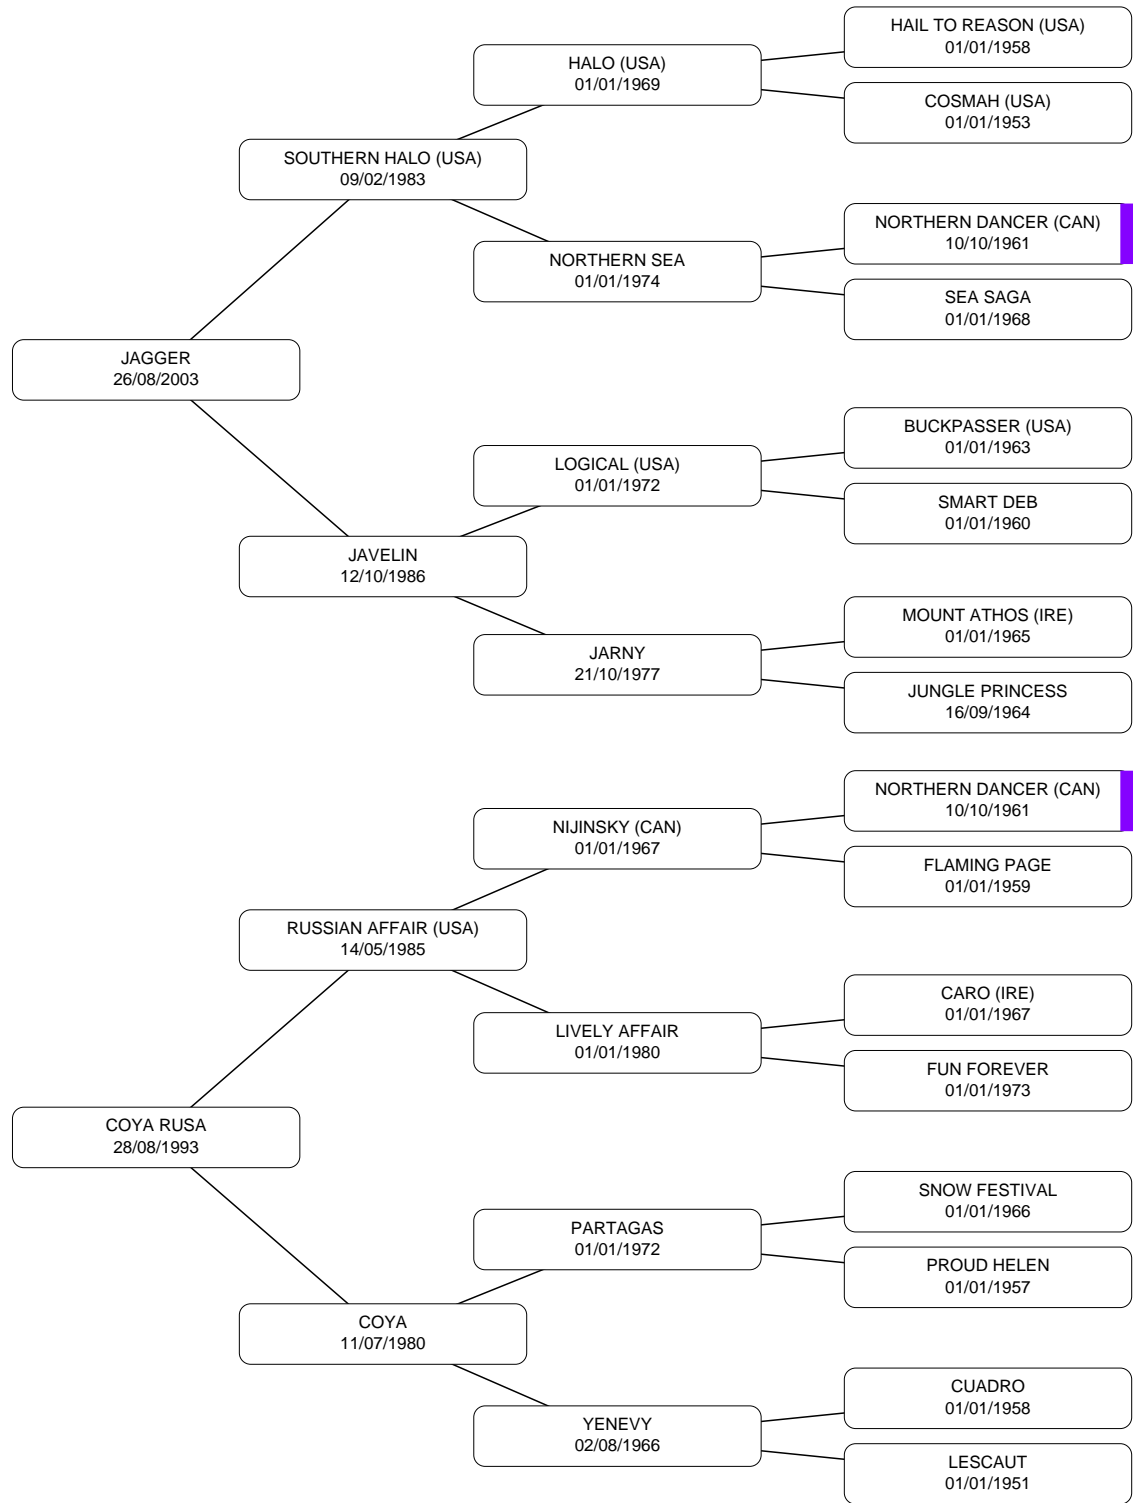 HAIL TO REASON (USA)
01/01/1958
HALO (USA)
01/01/1969
COSMAH (USA)
01/01/1953
SOUTHERN HALO (USA)
09/02/1983
NORTHERN DANCER (CAN)
10/10/1961
NORTHERN SEA
01/01/1974
SEA SAGA
01/01/1968
JAGGER
26/08/2003
BUCKPASSER (USA)
01/01/1963
LOGICAL (USA)
01/01/1972
SMART DEB
01/01/1960
JAVELIN
12/10/1986
MOUNT ATHOS (IRE)
01/01/1965
JARNY
21/10/1977
JUNGLE PRINCESS
16/09/1964
NORTHERN DANCER (CAN)
10/10/1961
NIJINSKY (CAN)
01/01/1967
FLAMING PAGE
01/01/1959
RUSSIAN AFFAIR (USA)
14/05/1985
CARO (IRE)
01/01/1967
LIVELY AFFAIR
01/01/1980
FUN FOREVER
01/01/1973
COYA RUSA
28/08/1993
SNOW FESTIVAL
01/01/1966
PARTAGAS
01/01/1972
PROUD HELEN
01/01/1957
COYA
11/07/1980
CUADRO
01/01/1958
YENEVY
02/08/1966
LESCAUT
01/01/1951